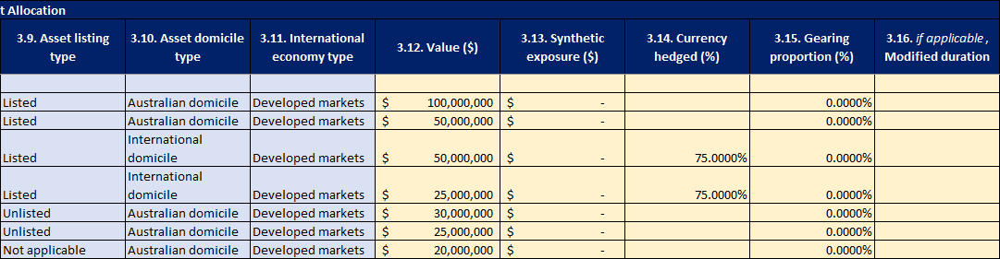 t Allocation
3.9. Asset listing type 3.10. Asset domicile type 3.11. International economy type 3.12. Value ($) 3.13. Synthetic exposure ($) 3.14. Currency hedged (%) 3.15. Gearing proportion (%) 3.16. if applicable, Modified duration
Listed Australian domicile Developed markets $ 100,000,000 $ - 0.0000%
Listed Australian domicile Developed markets $ 50,000,000 $ - 0.0000%
Listed International domicile Developed markets $ 50,000,000 $ - 75.0000% 0.0000%
Listed International domicile Developed markets $ 25,000,000 $ - 75.0000% 0.0000%
Unlisted Australian domicile Developed markets $ 30,000,000 $ - 0.0000%
Unlisted Australian domicile Developed markets $ 25,000,000 $ - 0.0000%
Not applicable Australian domicile Developed markets $ 20,000,000 $ - 0.0000%